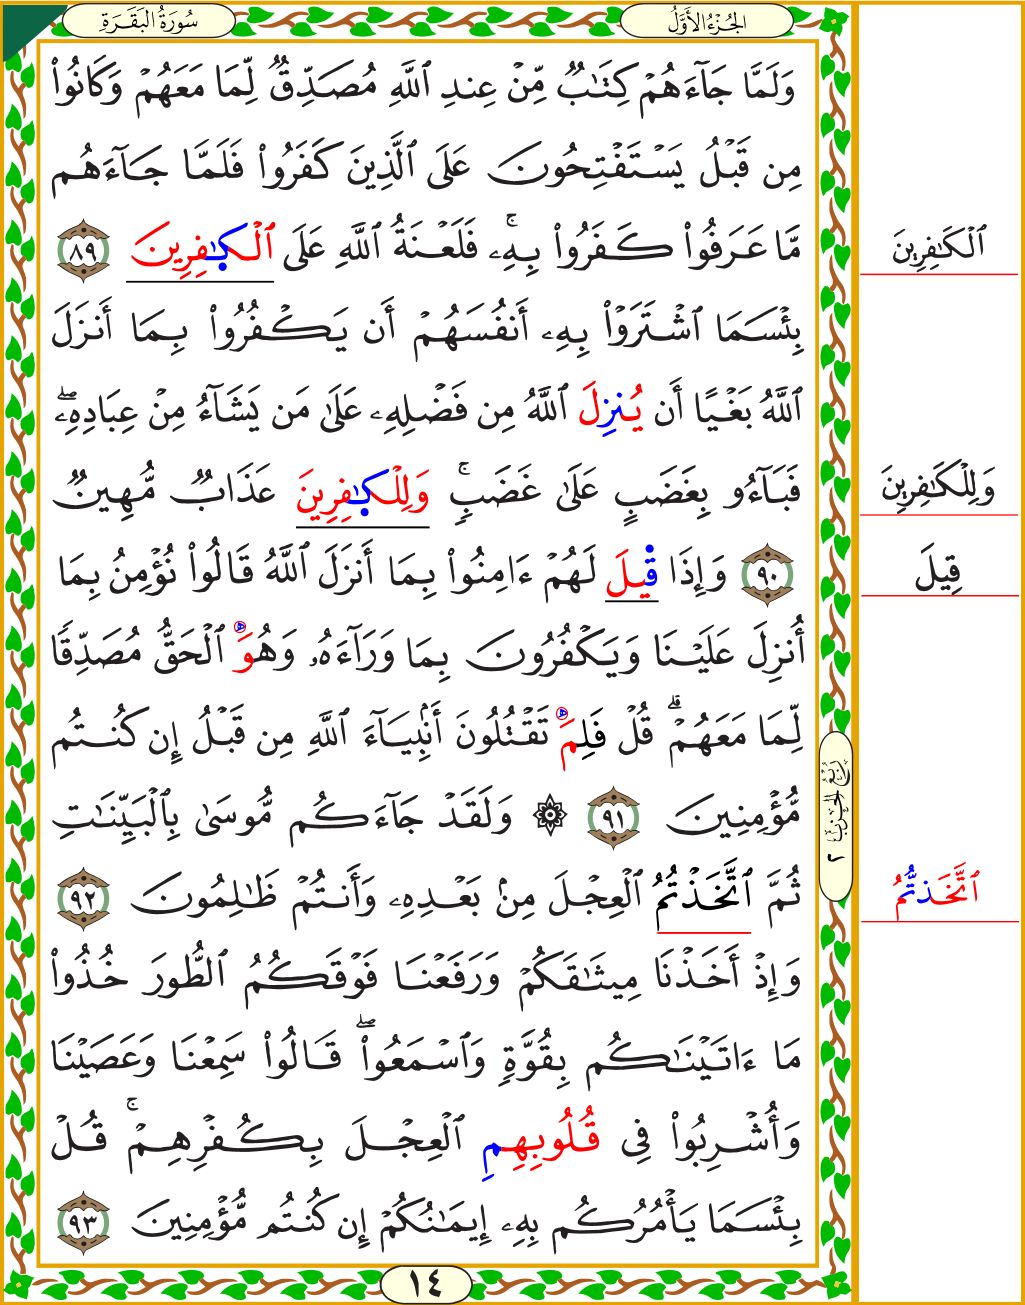 سُورَةُ البَقَرَةِ
الجُزْءُ الأَوَّلُ
وَلَمَّا جَآءَهُمۡ كِتَٰبٞ مِّنۡ عِندِ ٱللَّهِ مُصَدِّقٞ لِّمَا مَعَهُمۡ وَكَانُواْ
مِن قَبۡلُ يَسۡتَفۡتِحُونَ عَلَى ٱلَّذِينَ كَفَرُواْ فَلَمَّا جَآءَهُم
مَّا عَرَفُواْ كَفَرُواْ بِهِۦۚ فَلَعۡنَةُ ٱللَّهِ عَلَى ٱلۡكَٰفِرِينَ ٨٩
ٱلۡكَٰفِرِينَ
بِئۡسَمَا ٱشۡتَرَوۡاْ بِهِۦٓ أَنفُسَهُمۡ أَن يَكۡفُرُواْ بِمَآ أَنزَلَ
ٱللَّهُ بَغۡيًا أَن يُنزِلَ ٱللَّهُ مِن فَضۡلِهِۦ عَلَىٰ مَن يَشَآءُ مِنۡ عِبَادِهِۦۖ
فَبَآءُو بِغَضَبٍ عَلَىٰ غَضَبٖۚ وَلِلۡكَٰفِرِينَ عَذَابٞ مُّهِينٞ
وَلِلۡكَٰفِرِينَ
٩٠ وَإِذَا قِيلَ لَهُمۡ ءَامِنُواْ بِمَآ أَنزَلَ ٱللَّهُ قَالُواْ نُؤۡمِنُ بِمَآ
قِيلَ
أُنزِلَ عَلَيۡنَا وَيَكۡفُرُونَ بِمَا وَرَآءَهُۥ وَهُوَ ٱلۡحَقُّ مُصَدِّقٗا
لِّمَا مَعَهُمۡۗ قُلۡ فَلِمَ تَقۡتُلُونَ أَنۢبِيَآءَ ٱللَّهِ مِن قَبۡلُ إِن كُنتُم
مُّؤۡمِنِينَ ٩١ ۞ وَلَقَدۡ جَآءَكُم مُّوسَىٰ بِٱلۡبَيِّنَٰتِ
رُبْعُ الحِزْبِ ٢
ثُمَّ ٱتَّخَذۡتُمُ ٱلۡعِجۡلَ مِنۢ بَعۡدِهِۦ وَأَنتُمۡ ظَٰلِمُونَ ٩٢
ٱتَّخَذتُّمُ
وَإِذۡ أَخَذۡنَا مِيثَٰقَكُمۡ وَرَفَعۡنَا فَوۡقَكُمُ ٱلطُّورَ خُذُواْ
مَآ ءَاتَيۡنَٰكُم بِقُوَّةٖ وَٱسۡمَعُواْۖ قَالُواْ سَمِعۡنَا وَعَصَيۡنَا
وَأُشۡرِبُواْ فِي قُلُوبِهِمِ ٱلۡعِجۡلَ بِكُفۡرِهِمۡۚ قُلۡ
بِئۡسَمَا يَأۡمُرُكُم بِهِۦٓ إِيمَٰنُكُمۡ إِن كُنتُم مُّؤۡمِنِينَ ٩٣
١٤